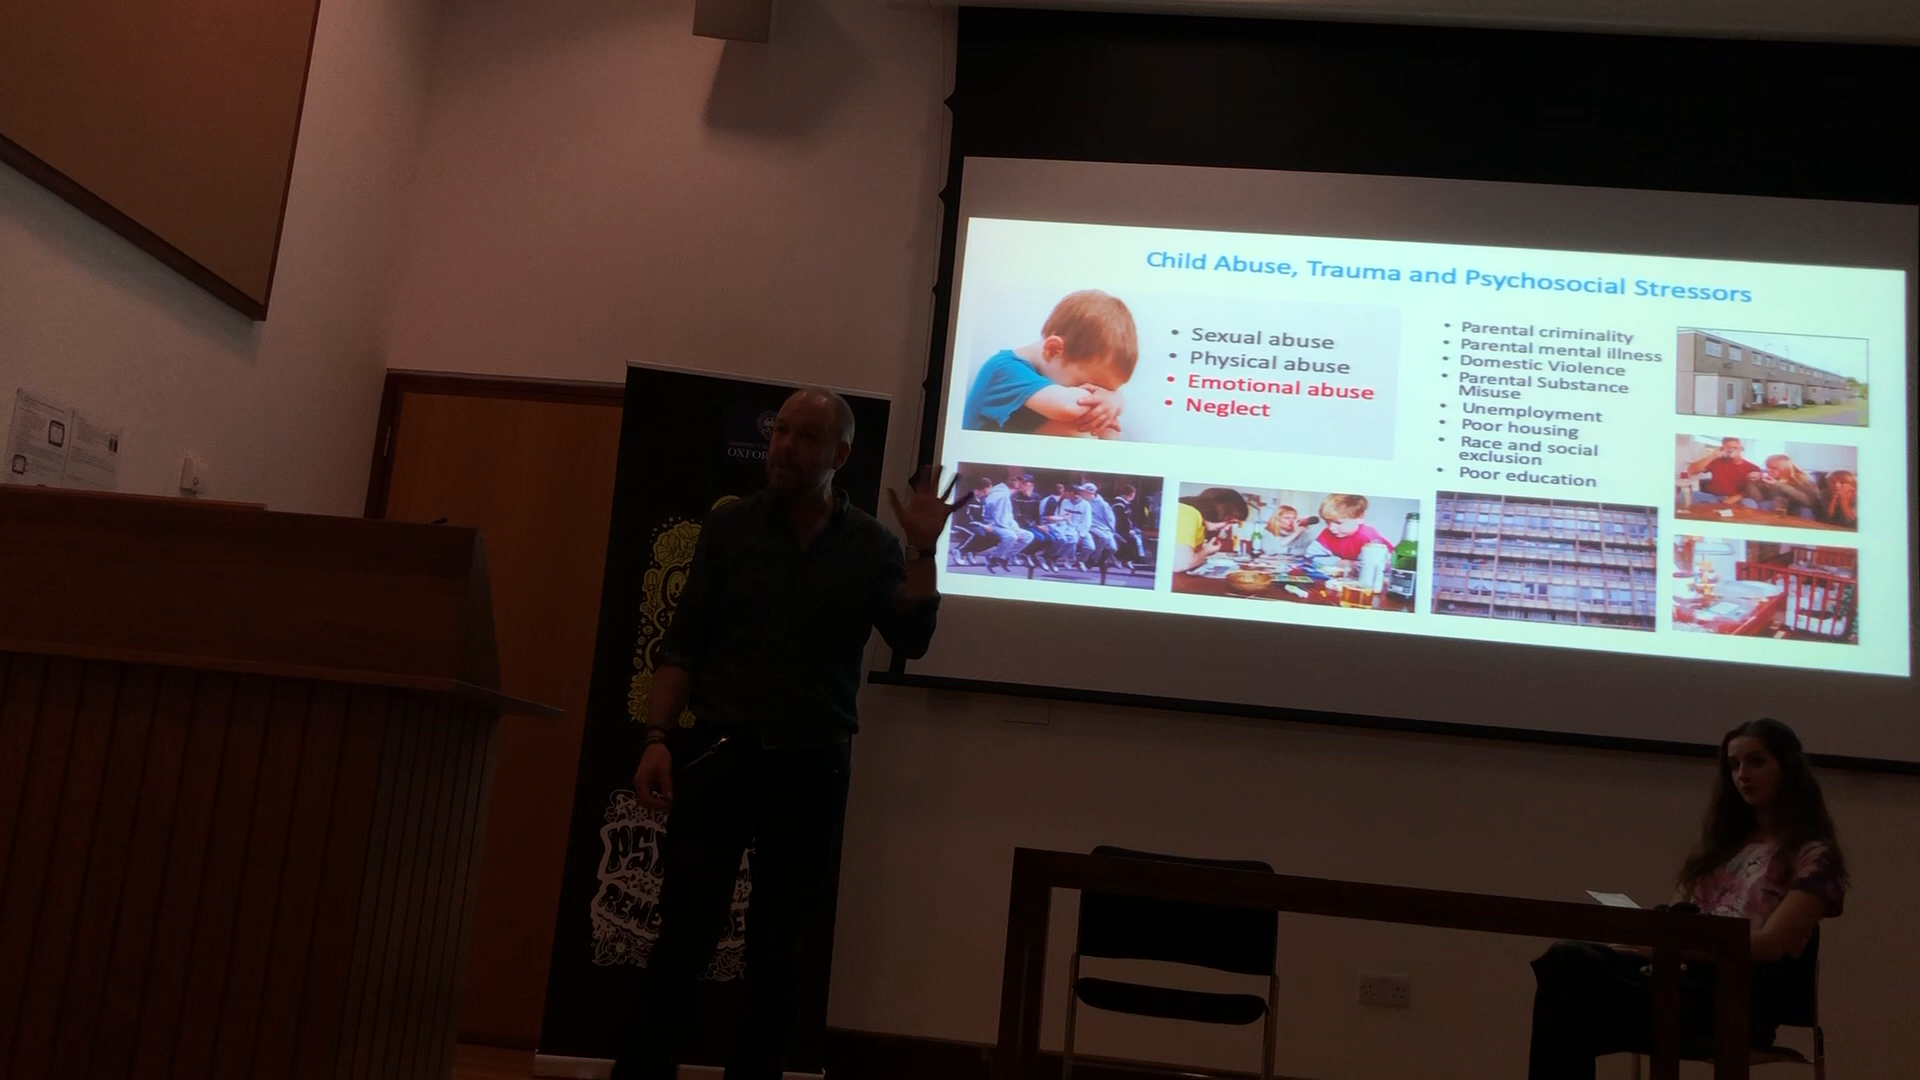 Child Abuse, Trauma and Psychosocial Stressors
• Sexual abuse
• Physical abuse
• Emotional abuse
• Neglect
• Parental criminality
• Parental mental illness
• Domestic Violence
• Parental Substance
Misuse
• Unemployment
• Poor housing
• Race and social
exclusion
• Poor education